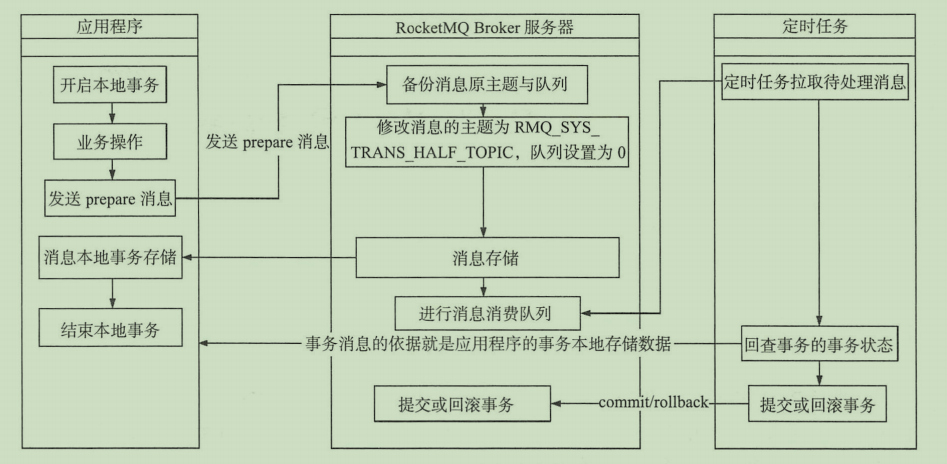 应用程序
开启本地事务
业务操作
发送 prepare 消息
消息本地事务存储
结束本地事务
发送 prepare 消息
RocketMQ Broker 服务器
备份消息原主题与队列
修改消息的主题为 RMQ_SYS_
TRANS_HALF_TOPIC，队列设置为 0
消息存储
进行消息消费队列
事务消息的依据就是应用程序的事务本地存储数据
提交或回滚事务
commit/rollback
定时任务
定时任务拉取待处理消息
回查事务的事务状态
提交或回滚事务